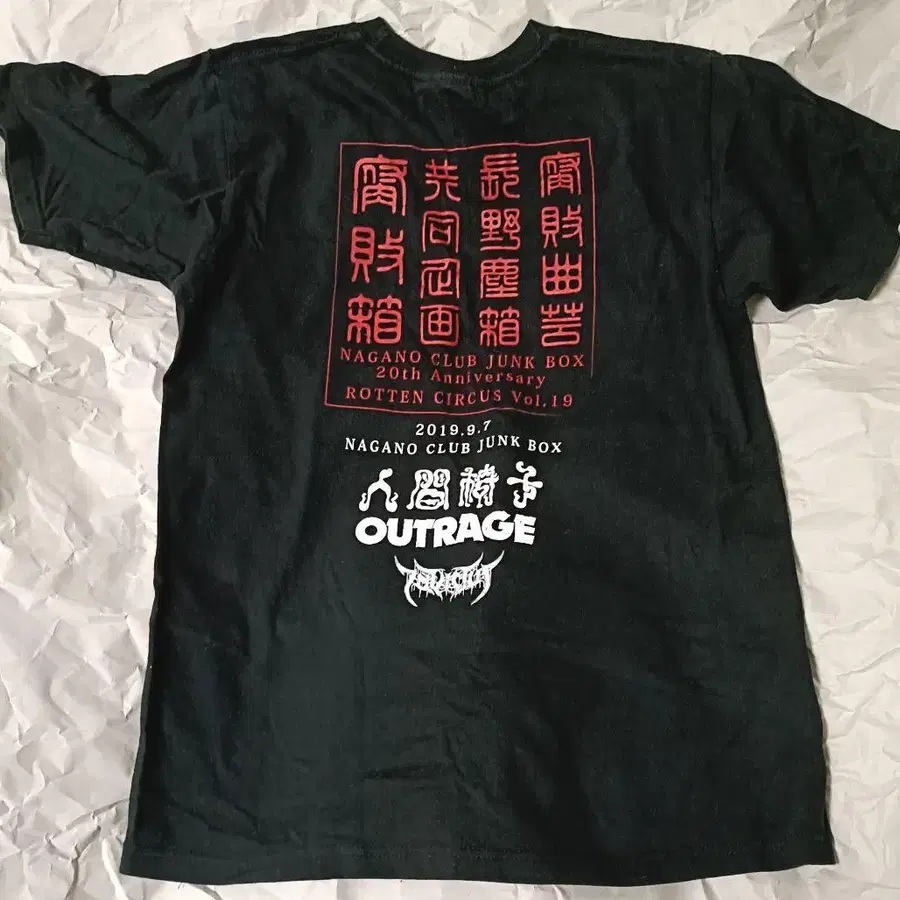 腐敗曲芸
長野塵箱
共同企画
腐敗箱
NAGANO CLUB JUNK BOX
20th Anniversary
ROTTEN CIRCUS Vol.19
2019.9.7
NAGANO CLUB JUNK BOX
人間椅子
OUTRAGE